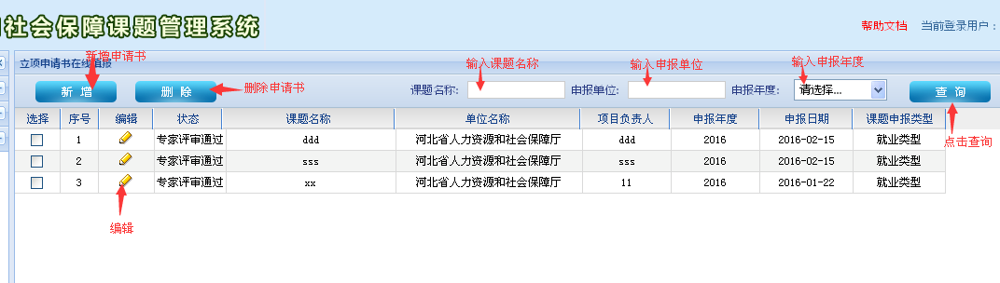 社会保障课题管理系统
帮助文档 当前登录用户：
立项申请书在线填报
新增申请书
输入课题名称
输入申报单位
输入申报年度
新 增 删 除 删除申请书 课题名称: 申报单位: 申报年度: 请选择... 查 询
选择 序号 编辑 状态 课题名称 单位名称 项目负责人 申报年度 申报日期 课题申报类型
1 专家评审通过 ddd 河北省人力资源和社会保障厅 ddd 2016 2016-02-15 就业类型
点击查询
2 专家评审通过 sss 河北省人力资源和社会保障厅 sss 2016 2016-02-15 就业类型
3 专家评审通过 xx 河北省人力资源和社会保障厅 11 2016 2016-01-22 就业类型
编辑